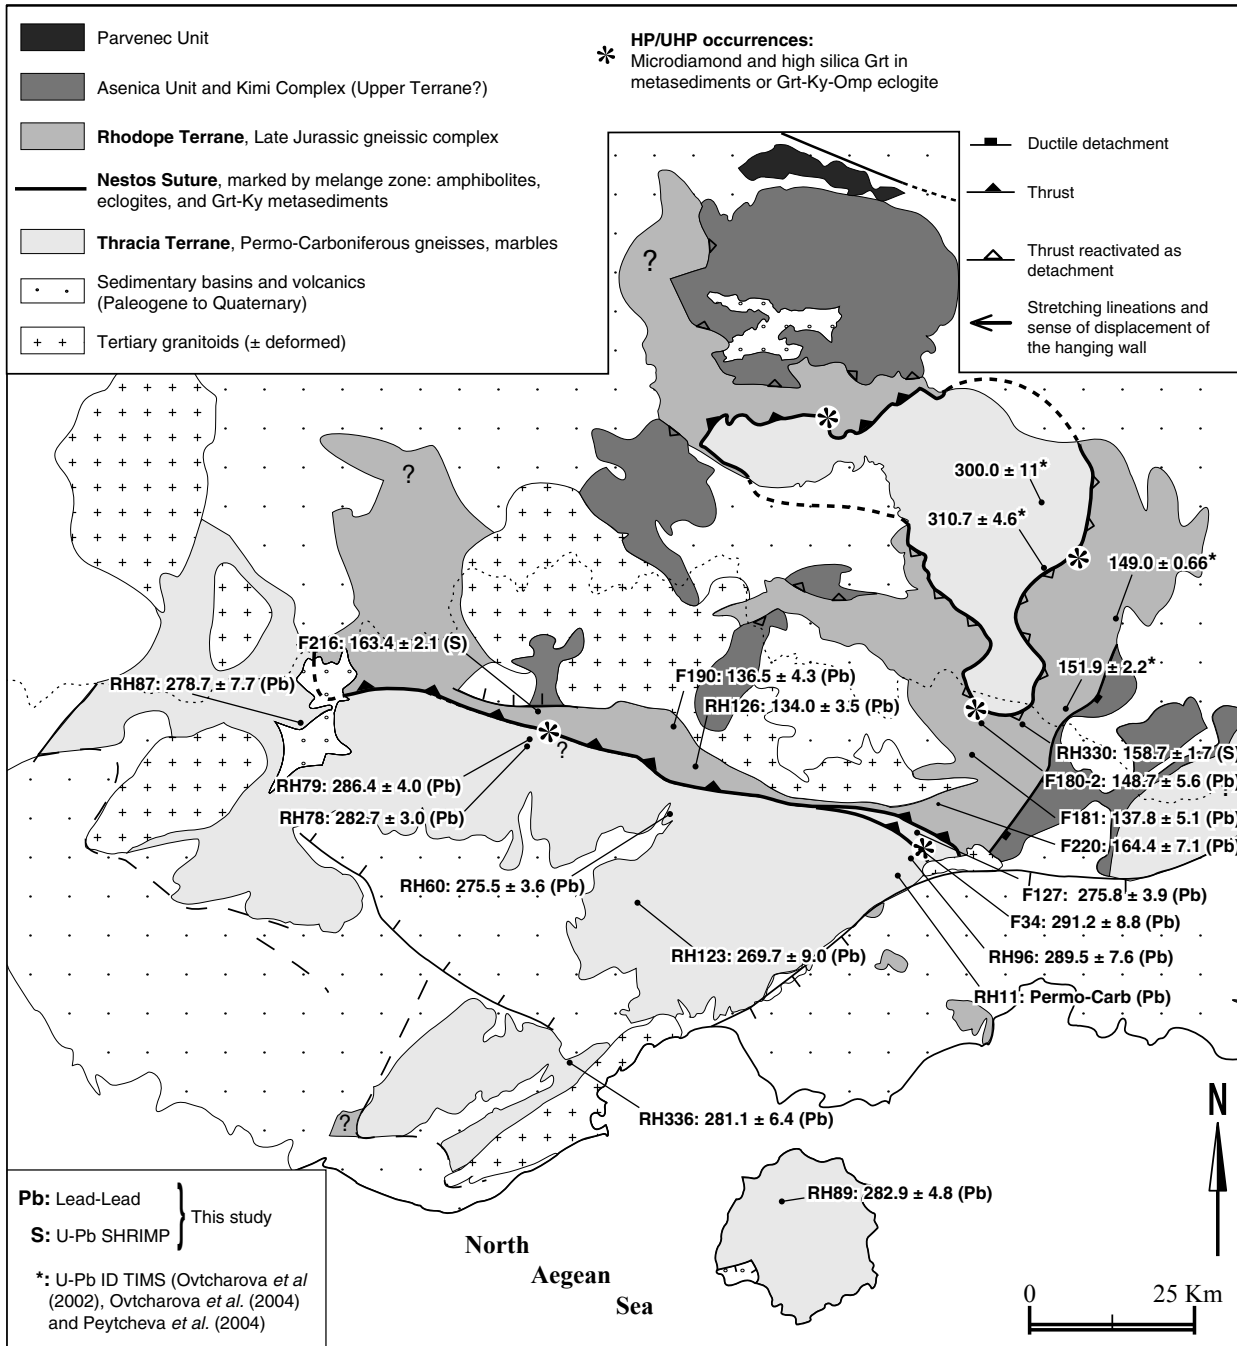 Parvenec Unit
Asenica Unit and Kimi Complex (Upper Terrane?)
Rhodope Terrane, Late Jurassic gneissic complex
Nestos Suture, marked by melange zone: amphibolites,
eclogites, and Grt-Ky metasediments
Thracia Terrane, Permo-Carboniferous gneisses, marbles
Sedimentary basins and volcanics
(Paleogene to Quaternary)
Tertiary granitoids (± deformed)
HP/UHP occurrences:
Microdiamond and high silica Grt in
metasediments or Grt-Ky-Omp eclogite
Ductile detachment
Thrust
Thrust reactivated as
detachment
Stretching lineations and
sense of displacement of
the hanging wall
?
?
300.0 ± 11*
310.7 ± 4.6*
149.0 ± 0.66*
F216: 163.4 ± 2.1 (S)
151.9 ± 2.2*
RH87: 278.7 ± 7.7 (Pb)
F190: 136.5 ± 4.3 (Pb)
RH126: 134.0 ± 3.5 (Pb)
?
RH330: 158.7 ± 1.7 (S)
RH79: 286.4 ± 4.0 (Pb)
F180-2: 148.7 ± 5.6 (Pb)
RH78: 282.7 ± 3.0 (Pb)
F181: 137.8 ± 5.1 (Pb)
F220: 164.4 ± 7.1 (Pb)
RH60: 275.5 ± 3.6 (Pb)
F127: 275.8 ± 3.9 (Pb)
F34: 291.2 ± 8.8 (Pb)
RH123: 269.7 ± 9.0 (Pb)
RH96: 289.5 ± 7.6 (Pb)
RH11: Permo-Carb (Pb)
?
RH336: 281.1 ± 6.4 (Pb)
N
RH89: 282.9 ± 4.8 (Pb)
Pb: Lead-Lead
S: U-Pb SHRIMP
This study
*: U-Pb ID TIMS (Ovtcharova et al
(2002), Ovtcharova et al. (2004)
and Peytcheva et al. (2004)
North
Aegean
Sea
0 25 Km